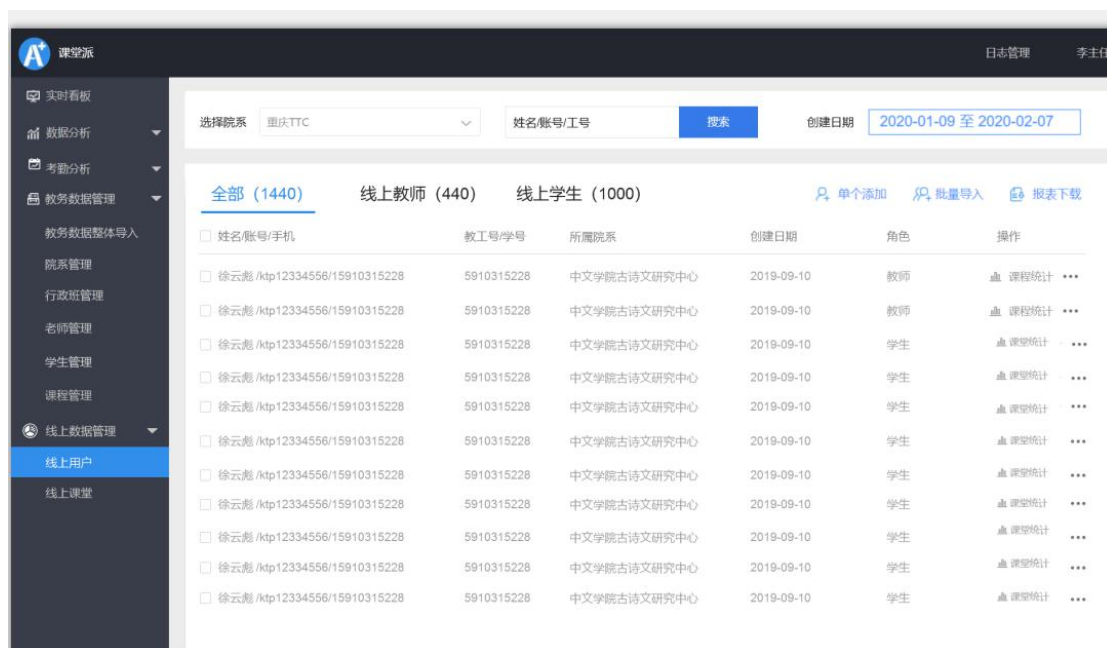 课堂派
日志管理
李主任
实时看板
数据分析
考勤分析
教务数据管理
教务数据整体导入
院系管理
行政班管理
老师管理
学生管理
课程管理
线上数据管理
线上用户
线上课堂
选择院系 重庆TTC 姓名/账号/工号 搜索 创建日期 2020-01-09 至 2020-02-07
全部（1440） 线上教师（440） 线上学生（1000） 单个添加 批量导入 报表下载
姓名/账号/手机 教工号/学号 所属院系 创建日期 角色 操作
徐云彪 /ktp12334556/15910315228 5910315228 中文学院古诗文研究中心 2019-09-10 教师 课程统计 •••
徐云彪 /ktp12334556/15910315228 5910315228 中文学院古诗文研究中心 2019-09-10 教师 课程统计 •••
徐云彪 /ktp12334556/15910315228 5910315228 中文学院古诗文研究中心 2019-09-10 学生 课堂统计 •••
徐云彪 /ktp12334556/15910315228 5910315228 中文学院古诗文研究中心 2019-09-10 学生 课堂统计 •••
徐云彪 /ktp12334556/15910315228 5910315228 中文学院古诗文研究中心 2019-09-10 学生 课堂统计 •••
徐云彪 /ktp12334556/15910315228 5910315228 中文学院古诗文研究中心 2019-09-10 学生 课堂统计 •••
徐云彪 /ktp12334556/15910315228 5910315228 中文学院古诗文研究中心 2019-09-10 学生 课堂统计 •••
徐云彪 /ktp12334556/15910315228 5910315228 中文学院古诗文研究中心 2019-09-10 学生 课堂统计 •••
徐云彪 /ktp12334556/15910315228 5910315228 中文学院古诗文研究中心 2019-09-10 学生 课堂统计 •••
徐云彪 /ktp12334556/15910315228 5910315228 中文学院古诗文研究中心 2019-09-10 学生 课堂统计 •••
徐云彪 /ktp12334556/15910315228 5910315228 中文学院古诗文研究中心 2019-09-10 学生 课堂统计 •••